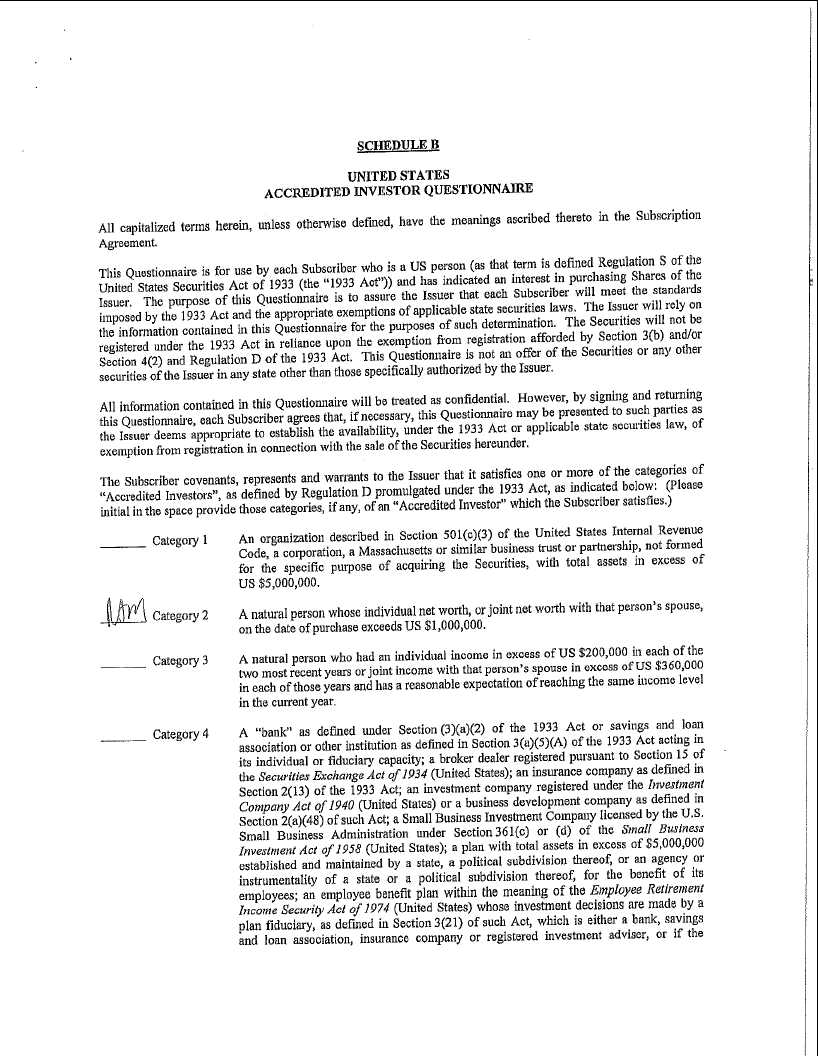 SCHEDULE B
UNITED STATES
ACCREDITED INVESTOR QUESTIONNAIRE
All capitalized terms herein, unless otherwise defined, have the meanings ascribed thereto in the Subscription
Agreement.
This Questionnaire is for use by each Subscriber who is a US person (as that term is defined Regulation S of the
United States Securities Act of 1933 (the "1933 Act")) and has indicated an interest in purchasing Shares of the
Issuer. The purpose of this Questionnaire is to assure the Issuer that each Subscriber will meet the standards
imposed by the 1933 Act and the appropriate exemptions of applicable state securities laws. The Issuer will rely on
the information contained in this Questionnaire for the purposes of such determination. The Securities will not be
registered under the 1933 Act in reliance upon the exemption from registration afforded by Section 3(b) and/or
Section 4(2) and Regulation D of the 1933 Act. This Questionnaire is not an offer of the Securities or any other
securities of the Issuer in any state other than those specifically authorized by the Issuer.
All information contained in this Questionnaire will be treated as confidential. However, by signing and returning
this Questionnaire, each Subscriber agrees that, if necessary, this Questionnaire may be presented to such parties as
the Issuer deems appropriate to establish the availability, under the 1933 Act or applicable state securities law, of
exemption from registration in connection with the sale of the Securities hereunder.
The Subscriber covenants, represents and warrants to the Issuer that it satisfies one or more of the categories of
"Accredited Investors", as defined by Regulation D promulgated under the 1933 Act, as indicated below: (Please
initial in the space provide those categories, if any, of an "Accredited Investor" which the Subscriber satisfies.)
Category 1 An organization described in Section 501(c)(3) of the United States Internal Revenue
Code, a corporation, a Massachusetts or similar business trust or partnership, not formed
for the specific purpose of acquiring the Securities, with total assets in excess of
US $5,000,000.
Category 2 A natural person whose individual net worth, or joint net worth with that person's spouse,
on the date of purchase exceeds US $1,000,000.
Category 3 A natural person who had an individual income in excess of US $200,000 in each of the
two most recent years or joint income with that person's spouse in excess of US $360,000
in each of those years and has a reasonable expectation of reaching the same income level
in the current year.
Category 4 A "bank" as defined under Section (3)(a)(2) of the 1933 Act or savings and loan
association or other institution as defined in Section 3(a)(5)(A) of the 1933 Act acting in
its individual or fiduciary capacity; a broker dealer registered pursuant to Section 15 of
the Securities Exchange Act of 1934 (United States); an insurance company as defined in
Section 2(13) of the 1933 Act; an investment company registered under the Investment
Company Act of 1940 (United States) or a business development company as defined in
Section 2(a)(48) of such Act; a Small Business Investment Company licensed by the U.S.
Small Business Administration under Section 361(c) or (d) of the Small Business
Investment Act of 1958 (United States); a plan with total assets in excess of $5,000,000
established and maintained by a state, a political subdivision thereof, or an agency or
instrumentality of a state or a political subdivision thereof, for the benefit of its
employees; an employee benefit plan within the meaning of the Employee Retirement
Income Security Act of 1974 (United States) whose investment decisions are made by a
plan fiduciary, as defined in Section 3(21) of such Act, which is either a bank, savings
and loan association, insurance company or registered investment adviser, or if the